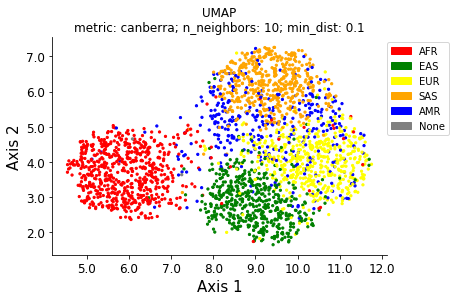 UMAP
metric: canberra; n_neighbors: 10; min_dist: 0.1
7.0
6.0
5.0
4.0
3.0
2.0
Axis 2
5.0 6.0 7.0 8.0 9.0 10.0 11.0 12.0
Axis 1
AFR
EAS
EUR
SAS
AMR
None